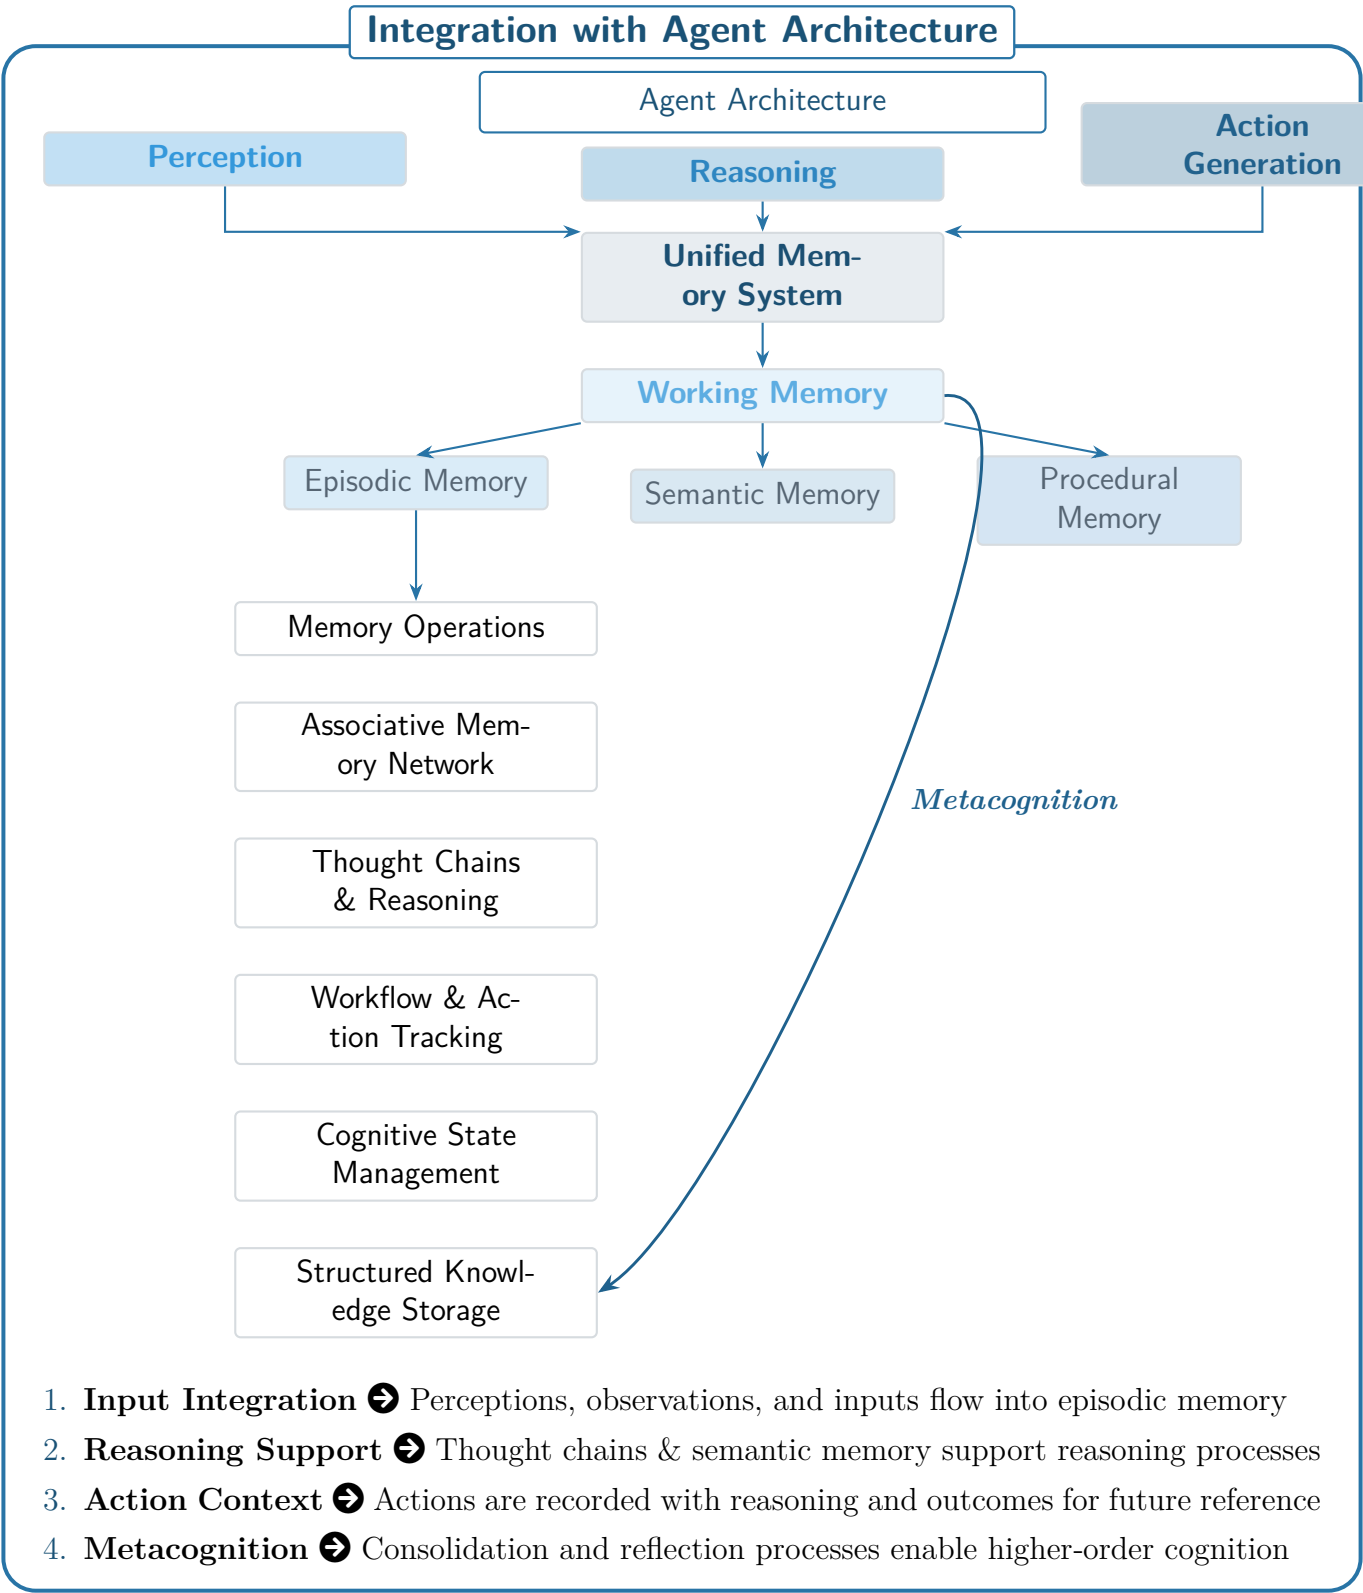 Integration with Agent Architecture
Agent Architecture
Perception
Reasoning
Action
Generation
Unified Mem-
ory System
Working Memory
Episodic Memory
Semantic Memory
Procedural
Memory
Memory Operations
Associative Mem-
ory Network
Thought Chains
& Reasoning
Metacognition
Workflow & Ac-
tion Tracking
Cognitive State
Management
Structured Knowl-
edge Storage
1. Input Integration ➔ Perceptions, observations, and inputs flow into episodic memory
2. Reasoning Support ➔ Thought chains & semantic memory support reasoning processes
3. Action Context ➔ Actions are recorded with reasoning and outcomes for future reference
4. Metacognition ➔ Consolidation and reflection processes enable higher-order cognition